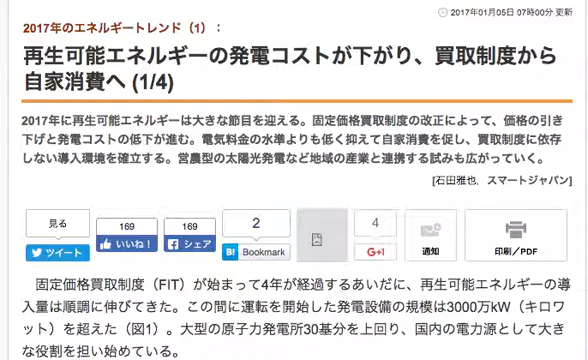 2017年01月05日 07時00分 更新
2017年のエネルギートレンド（1）：
再生可能エネルギーの発電コストが下がり、買取制度から
自家消費へ (1/4)
2017年に再生可能エネルギーは大きな節目を迎える。固定価格買取制度の改正によって、価格の引き
下げと発電コストの低下が進む。電気料金の水準よりも低く抑えて自家消費を促し、買取制度に依存
しない導入環境を確立する。営農型の太陽光発電など地域の産業と連携する試みも広がっていく。
[石田雅也，スマートジャパン]
見る 169 169 2 4
ツイート いいね！ シェア B! Bookmark G+1 通知 印刷／PDF
固定価格買取制度（FIT）が始まって4年が経過するあいだに、再生可能エネルギーの導
入量は順調に伸びてきた。この間に運転を開始した発電設備の規模は3000万kW（キロワ
ット）を超えた（図1）。大型の原子力発電所30基分を上回り、国内の電力源として大き
な役割を担い始めている。